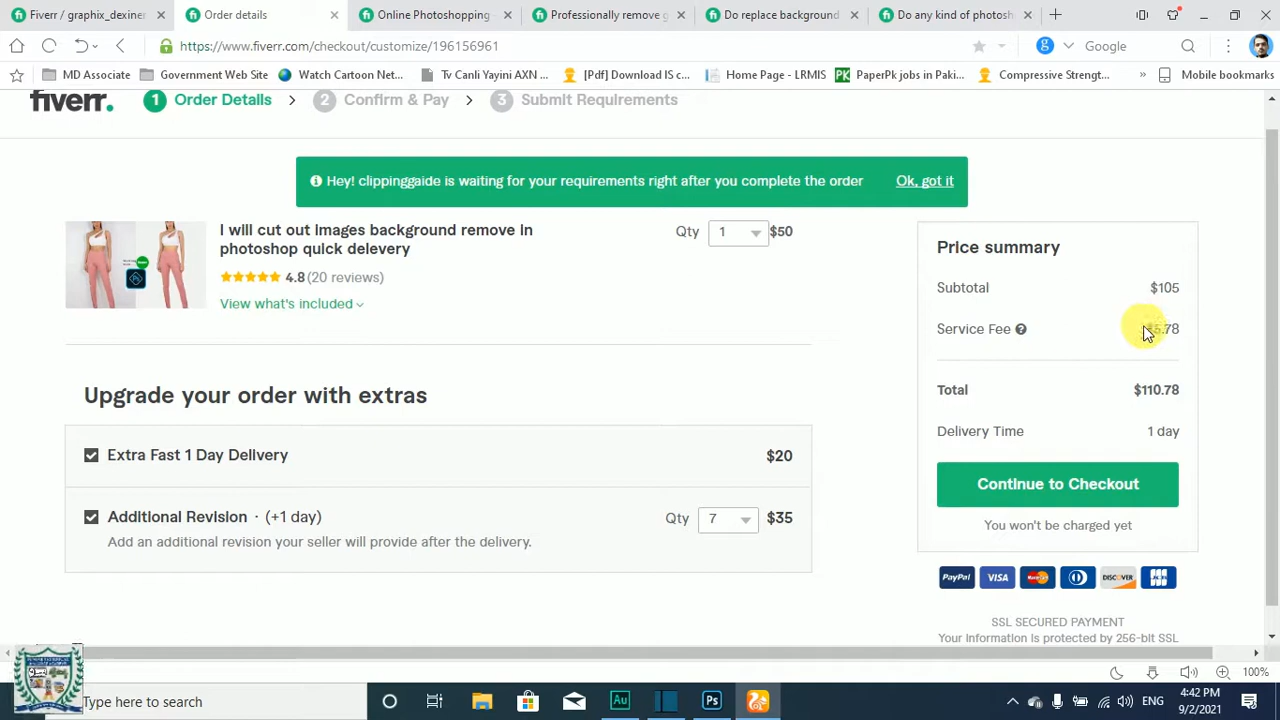 Fiverr / graphx_dexiner
Order details
Online Photoshopping -
Professionally remove g
Do replace background
Do any kind of photosh
https://www.fiverr.com/checkout/customize/196156961
Google
MD Associate
Government Web Site
Watch Cartoon Net...
Tv Canli Yayini AXN ...
[Pdf] Download IS c...
Home Page - LRMIS
PK PaperPk jobs in Paki...
Compressive Strengt...
»
Mobile bookmarks
fiverr.
1 Order Details
2 Confirm & Pay
3 Submit Requirements
Hey! clippinggaide is waiting for your requirements right after you complete the order
Ok, got it
I will cut out images background remove in
photoshop quick delevery
4.8 (20 reviews)
View what's included
Qty 1 $50
Upgrade your order with extras
Extra Fast 1 Day Delivery $20
Additional Revision · (+1 day) Qty 7 $35
Add an additional revision your seller will provide after the delivery.
Price summary
Subtotal $105
Service Fee $5.78
Total $110.78
Delivery Time 1 day
Continue to Checkout
You won't be charged yet
PayPal VISA DISCOVER JCB
SSL SECURED PAYMENT
Your information is protected by 256-bit SSL
100%
Type here to search
Au
Ps
ENG
4:42 PM
9/2/2021